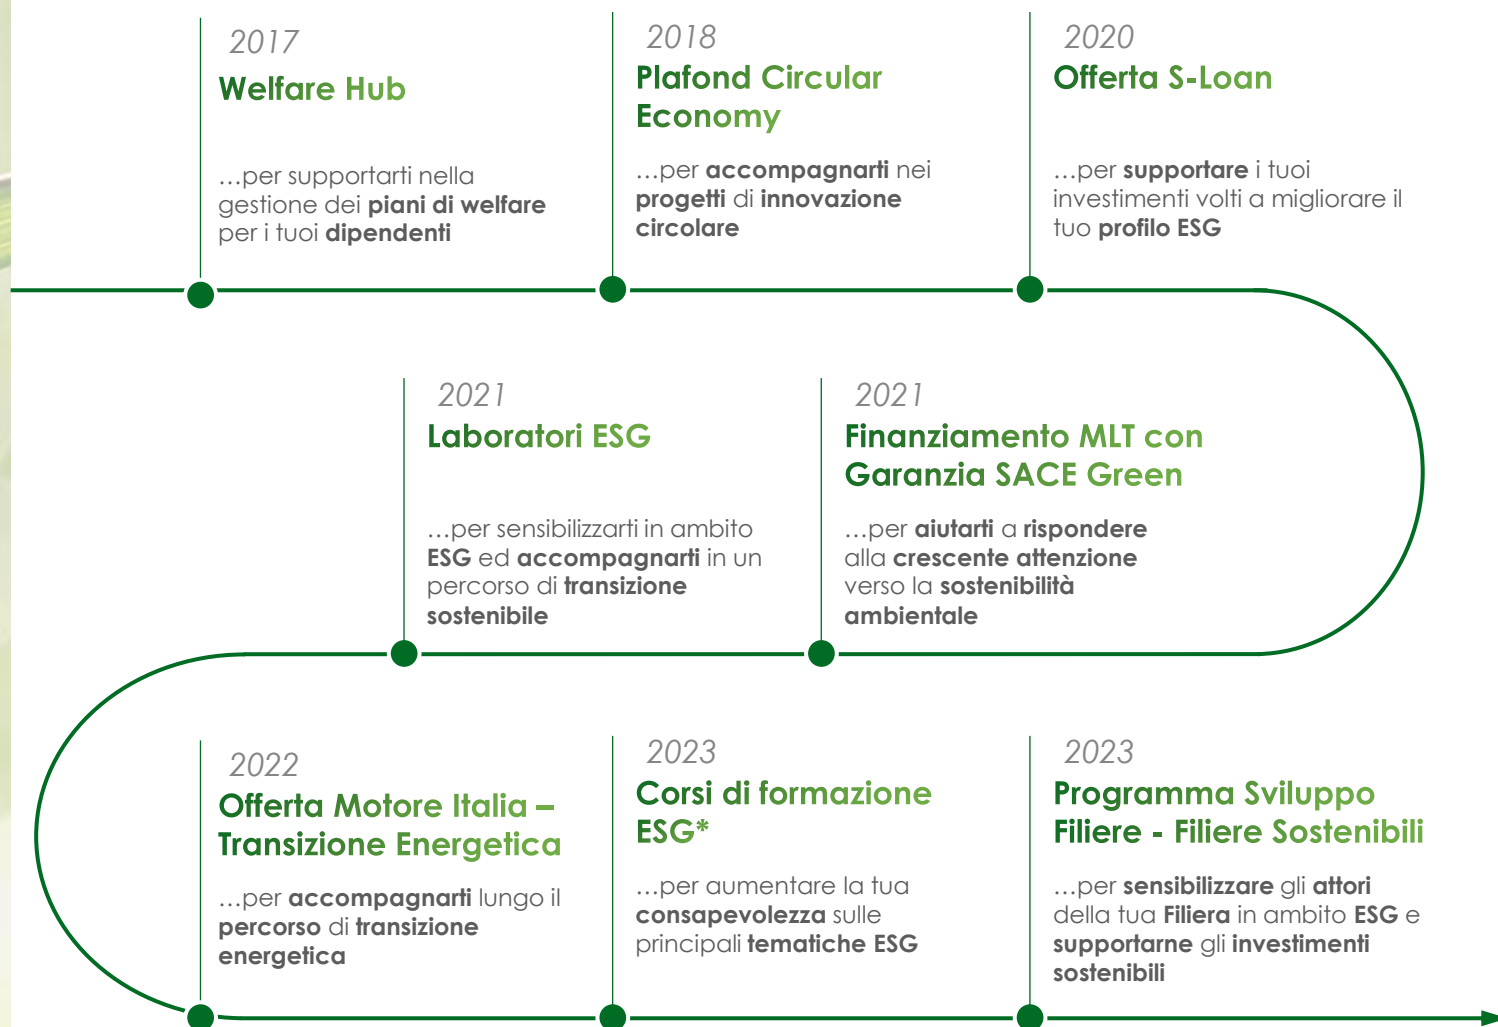 2017
Welfare Hub
…per supportarti nella
gestione dei piani di welfare
per i tuoi dipendenti
2018
Plafond Circular
Economy
…per accompagnarti nei
progetti di innovazione
circolare
2020
Offerta S-Loan
…per supportare i tuoi
investimenti volti a migliorare il
tuo profilo ESG
2021
Laboratori ESG
…per sensibilizzarti in ambito
ESG ed accompagnarti in un
percorso di transizione
sostenibile
2021
Finanziamento MLT con
Garanzia SACE Green
…per aiutarti a rispondere
alla crescente attenzione
verso la sostenibilità
ambientale
2022
Offerta Motore Italia –
Transizione Energetica
…per accompagnarti lungo il
percorso di transizione
energetica
2023
Corsi di formazione
ESG*
…per aumentare la tua
consapevolezza sulle
principali tematiche ESG
2023
Programma Sviluppo
Filiere - Filiere Sostenibili
…per sensibilizzare gli attori
della tua Filiera in ambito ESG e
supportarne gli investimenti
sostenibili